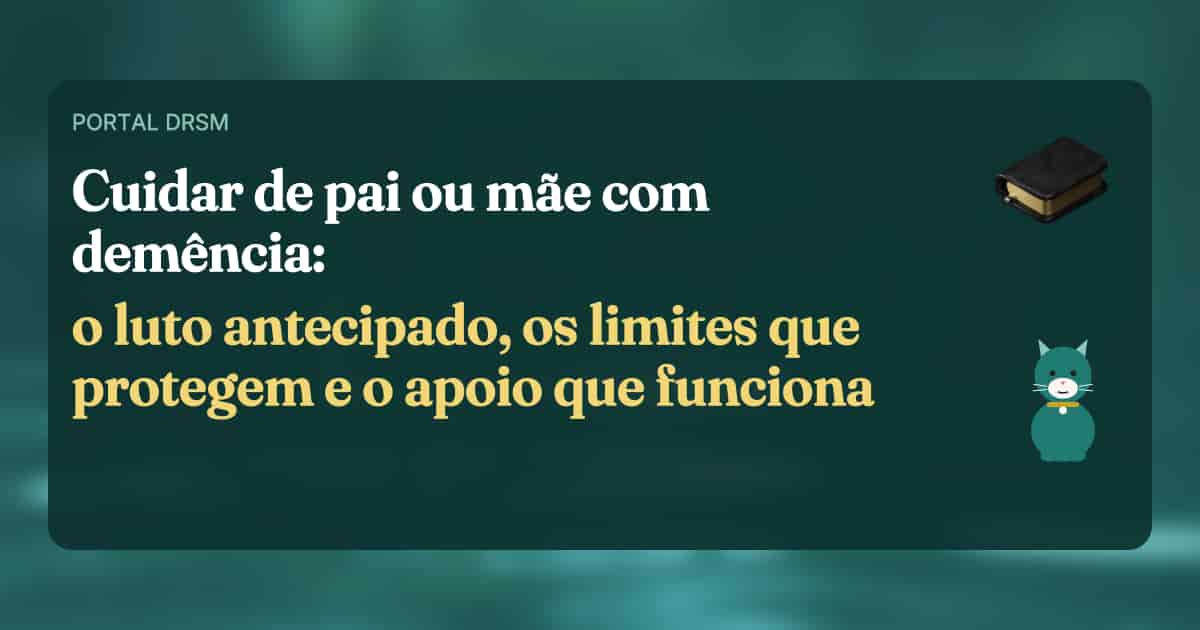 PORTAL DRSM
Cuidar de pai ou mãe com
demência:
o luto antecipado, os limites que
protegem e o apoio que funciona